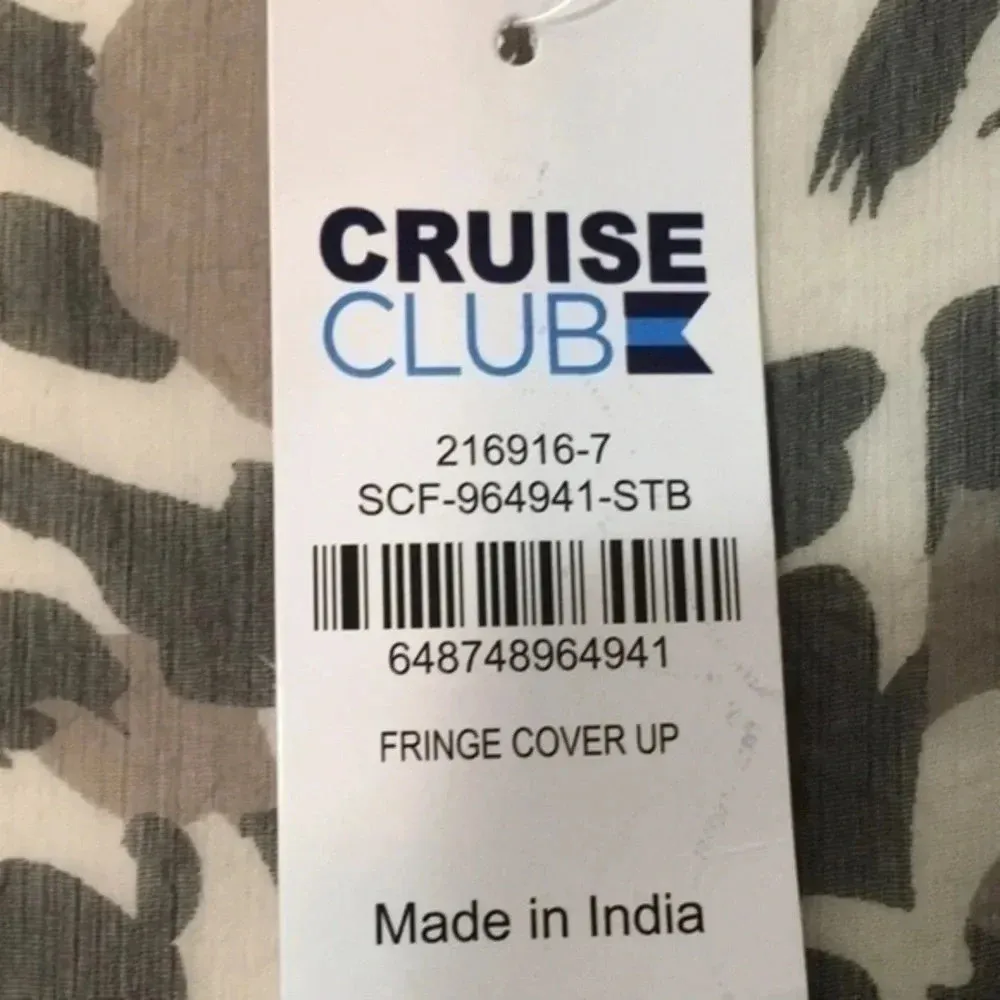 CRUISE
CLUB
216916-7
SCF-964941-STB
648748964941
FRINGE COVER UP
Made in India